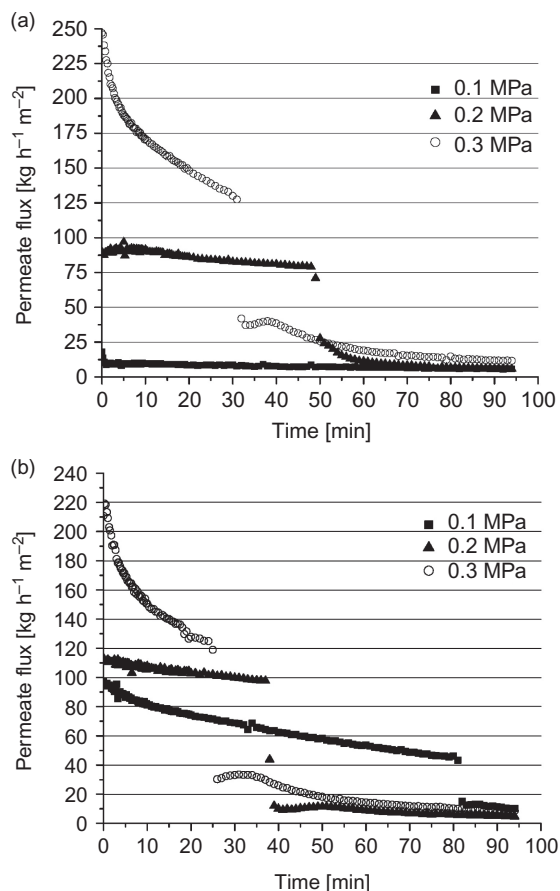 (a)
250
225
200
175
150
125
100
75
50
25
0
Permeate flux [kg h⁻¹ m⁻²]
0.1 MPa
0.2 MPa
0.3 MPa
0 10 20 30 40 50 60 70 80 90 100
Time [min]
(b)
240
220
200
180
160
140
120
100
80
60
40
20
0
Permeate flux [kg h⁻¹ m⁻²]
0.1 MPa
0.2 MPa
0.3 MPa
0 10 20 30 40 50 60 70 80 90 100
Time [min]